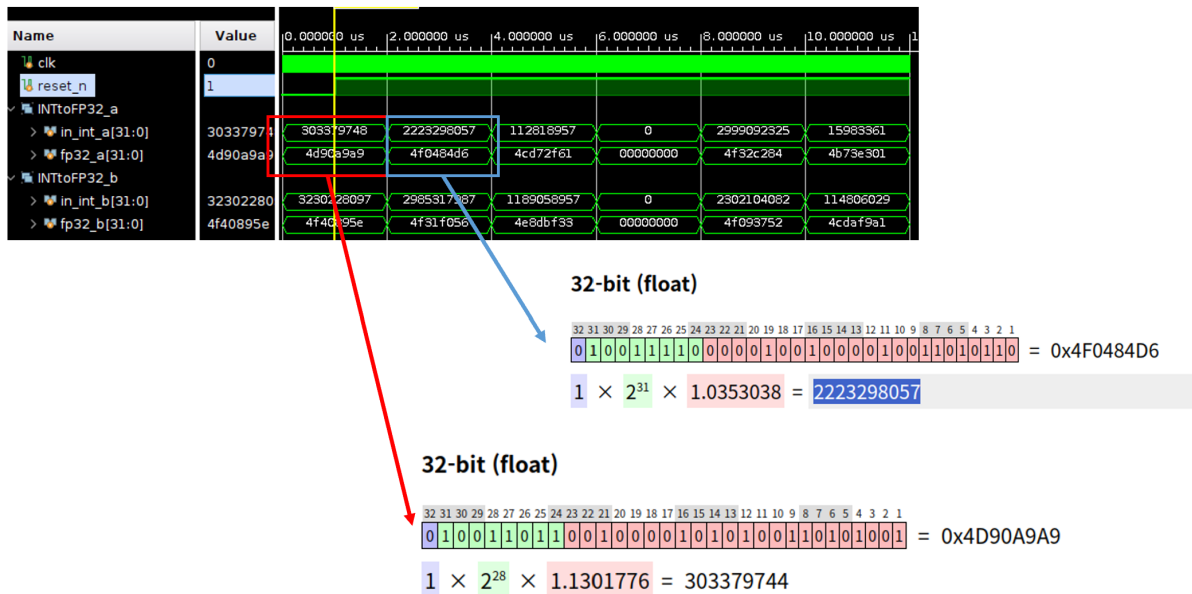 Name Value 0.000000 us 2.000000 us 4.000000 us 6.000000 us 8.000000 us 10.000000 us 1
clk 0
reset_n 1
INTtoFP32_a
in_int_a[31:0] 30337974 303379748 2223298057 112818957 0 2999092325 15983361
fp32_a[31:0] 4d90a9a9 4d90a9a9 4f0484d6 4cd72f61 00000000 4f32c284 4b73e301
INTtoFP32_b
in_int_b[31:0] 32302280 3230228097 2985317987 1189058957 0 2302104082 114806029
fp32_b[31:0] 4f40895e 4f40895e 4f31f056 4e8dbf33 00000000 4f093752 4cdaf9a1
32-bit (float)
32 31 30 29 28 27 26 25 24 23 22 21 20 19 18 17 16 15 14 13 12 11 10 9 8 7 6 5 4 3 2 1
0 1 0 0 1 1 1 1 0 0 0 0 0 1 0 0 1 0 0 0 0 1 0 0 1 1 0 1 0 1 1 0 = 0x4F0484D6
1 × 2³¹ × 1.0353038 = 2223298057
32-bit (float)
32 31 30 29 28 27 26 25 24 23 22 21 20 19 18 17 16 15 14 13 12 11 10 9 8 7 6 5 4 3 2 1
0 1 0 0 1 1 0 1 1 0 0 1 0 0 0 0 1 0 1 0 1 0 0 1 1 0 1 0 1 0 0 1 = 0x4D90A9A9
1 × 2²⁸ × 1.1301776 = 303379744